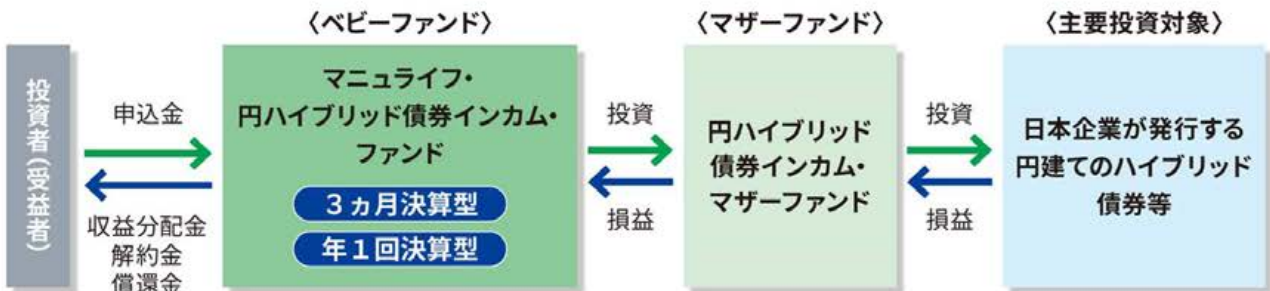 〈ベビーファンド〉
〈マザーファンド〉
〈主要投資対象〉
投資者(受益者)
申込金
収益分配金
解約金
償還金
マニュライフ・
円ハイブリッド債券インカム・
ファンド
3ヵ月決算型
年1回決算型
投資
損益
円ハイブリッド
債券インカム・
マザーファンド
投資
損益
日本企業が発行する
円建てのハイブリッド
債券等